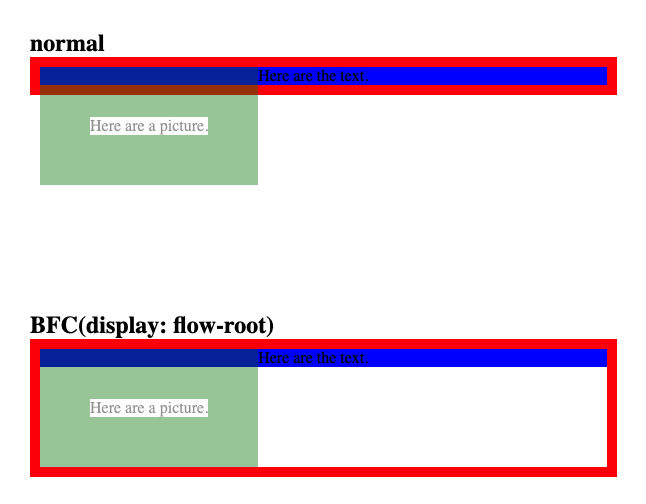 normal
Here are the text.
Here are a picture.
BFC(display: flow-root)
Here are the text.
Here are a picture.